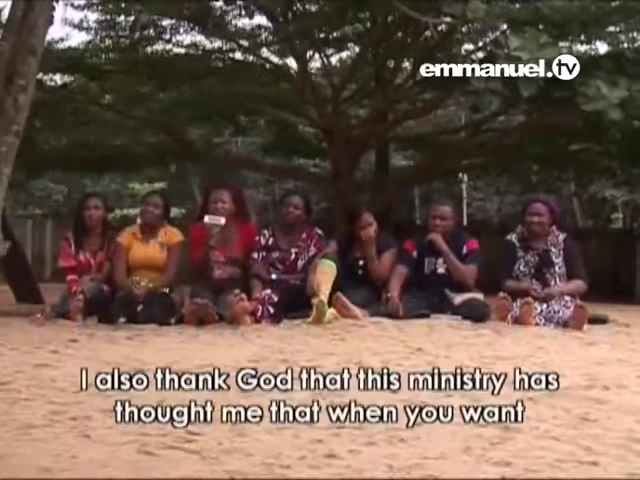 emmanuel.tv
I also thank God that this ministry has
thought me that when you want